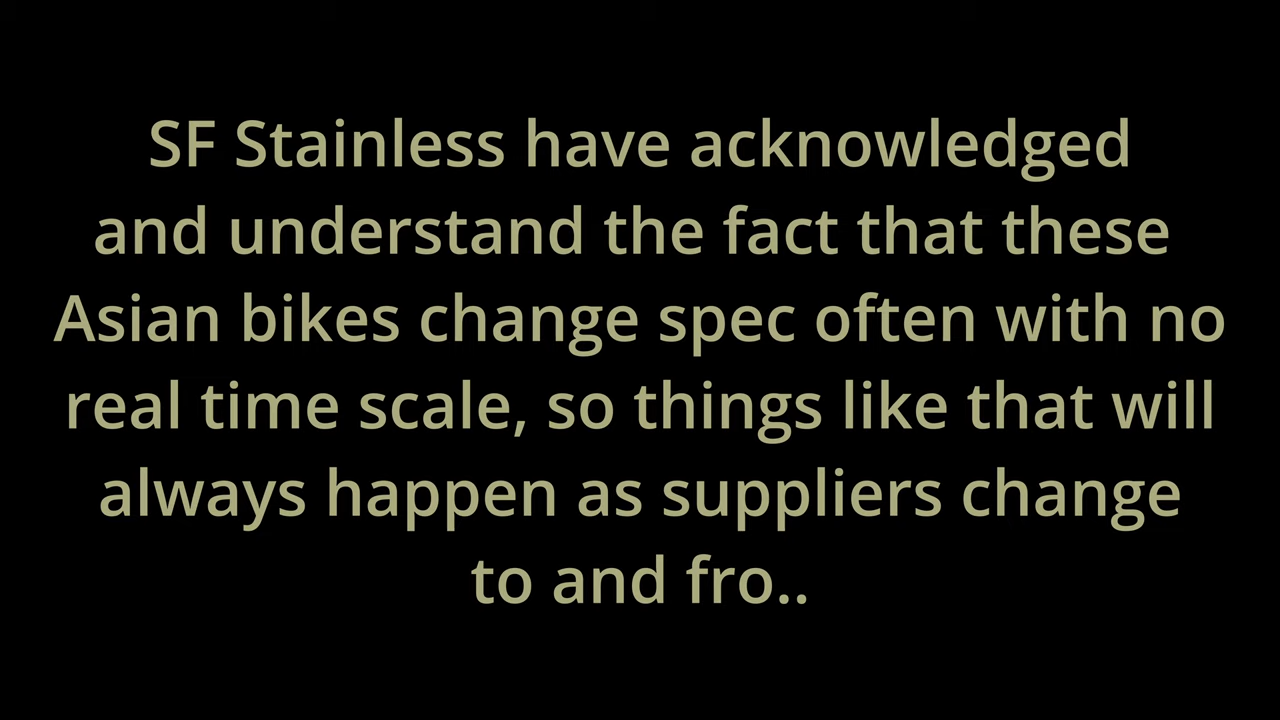 SF Stainless have acknowledged
and understand the fact that these
Asian bikes change spec often with no
real time scale, so things like that will
always happen as suppliers change
to and fro..